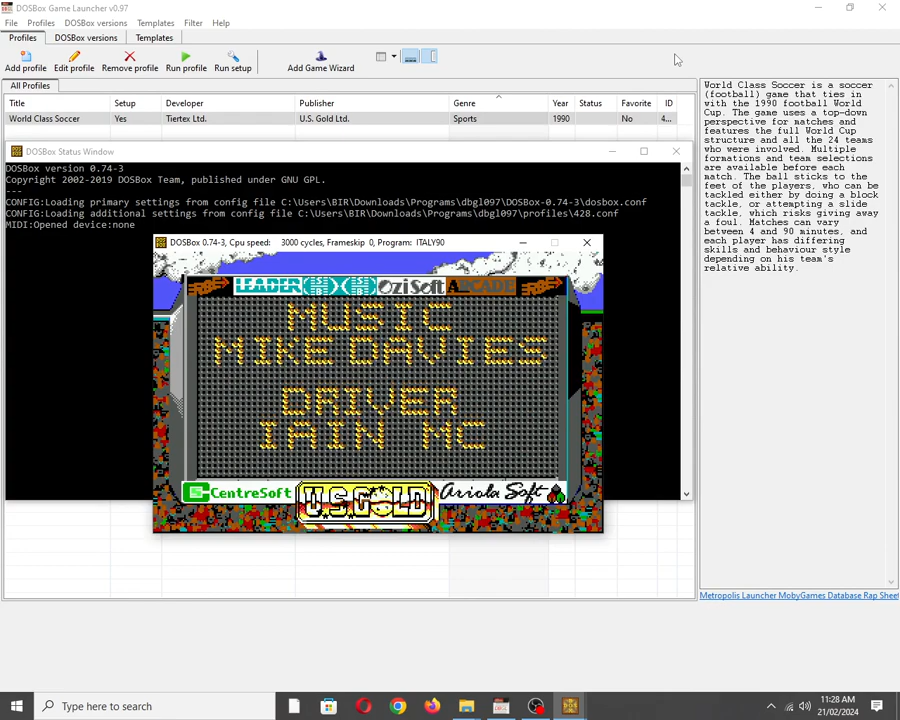 DOSBox Game Launcher v0.97
File Profiles DOSBox versions Templates Filter Help
Profiles DOSBox versions Templates
Add profile Edit profile Remove profile Run profile Run setup Add Game Wizard
All Profiles
Title Setup Developer Publisher Genre Year Status Favorite ID
World Class Soccer Yes Tiertex Ltd. U.S. Gold Ltd. Sports 1990 No 4...
World Class Soccer is a soccer
(football) game that ties in
with the 1990 football World
Cup. The game uses a top-down
perspective for matches and
features the full World Cup
structure and all the 24 teams
who were involved. Multiple
formations and team selections
are available before each
match. The ball sticks to the
feet of the players, who can be
tackled either by doing a block
tackle, or attempting a slide
tackle, which risks giving away
a foul. Matches can vary
between 4 and 90 minutes, and
each player has differing
skills and behaviour style
depending on his team's
relative ability.
DOSBox Status Window
DOSBox version 0.74-3
Copyright 2002-2019 DOSBox Team, published under GNU GPL.
---
CONFIG:Loading primary settings from config file C:\Users\BIR\Downloads\Programs\dbgl097\DOSBox-0.74-3\dosbox.conf
CONFIG:Loading additional settings from config file C:\Users\BIR\Downloads\Programs\dbgl097\profiles\428.conf
MIDI:Opened device:none
DOSBox 0.74-3, Cpu speed: 3000 cycles, Frameskip 0, Program: ITALY90
LEADER OziSoft ARCADE
MUSIC
MIKE DAVIES
DRIVER
IAIN MC
CentreSoft U.S.GOLD Ariola Soft
Metropolis Launcher MobyGames Database Rap Sheet
Type here to search
11:28 AM
21/02/2024